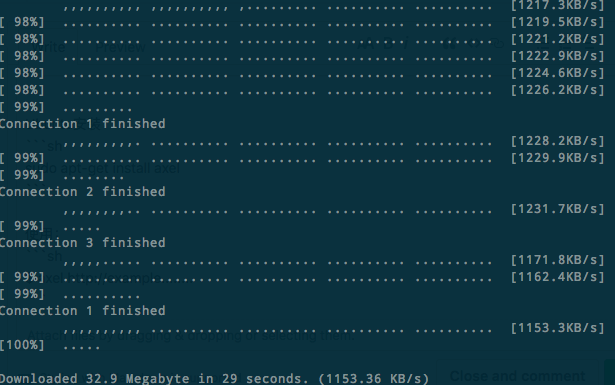 ,,,,,,,,,, ,,,,,,,,,, ,......... .......... .......... [1217.3KB/s]
[ 98%] .......... .......... .......... .......... .......... [1219.5KB/s]
[ 98%] .......... .......... .......... .......... .......... [1221.2KB/s]
[ 98%] .......... .......... .......... .......... .......... [1222.9KB/s]
[ 98%] .......... .......... .......... .......... .......... [1224.6KB/s]
[ 98%] .......... .......... .......... .......... .......... [1226.2KB/s]
[ 99%] .........
Connection 1 finished
,,,,,,,,,. .......... .......... .......... .......... [1228.2KB/s]
[ 99%] .......... .......... .......... .......... .......... [1229.9KB/s]
[ 99%] ........
Connection 2 finished
,,,,,,,,.. .......... .......... .......... .......... [1231.7KB/s]
[ 99%] .....
Connection 3 finished
,,,,,..... .......... .......... .......... .......... [1171.8KB/s]
[ 99%] .......... .......... .......... .......... .......... [1162.4KB/s]
[ 99%] ..........
Connection 1 finished
,,,,,,,,,, .......... .......... .......... .......... [1153.3KB/s]
[100%] .....
Downloaded 32.9 Megabyte in 29 seconds. (1153.36 KB/s)
Close and comment